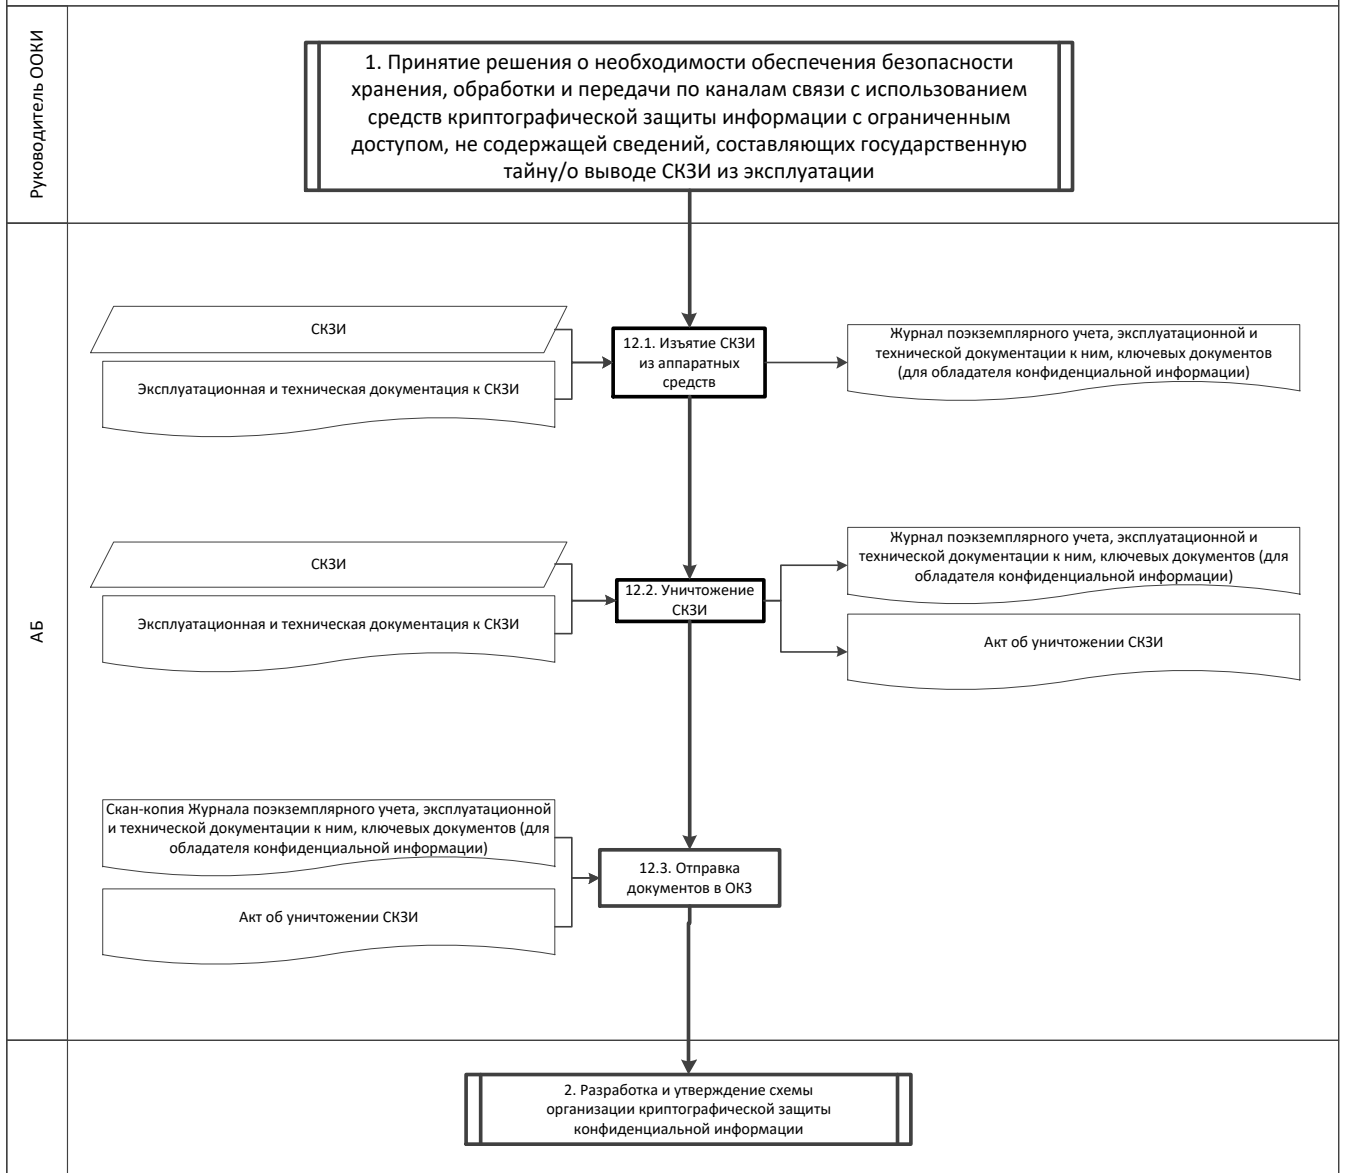 Руководитель ООКИ
1. Принятие решения о необходимости обеспечения безопасности
хранения, обработки и передачи по каналам связи с использованием
средств криптографической защиты информации с ограниченным
доступом, не содержащей сведений, составляющих государственную
тайну/о выводе СКЗИ из эксплуатации
АБ
СКЗИ
Эксплуатационная и техническая документация к СКЗИ
12.1. Изъятие СКЗИ
из аппаратных
средств
Журнал поэкземплярного учета, эксплуатационной и
технической документации к ним, ключевых документов
(для обладателя конфиденциальной информации)
СКЗИ
Эксплуатационная и техническая документация к СКЗИ
12.2. Уничтожение
СКЗИ
Журнал поэкземплярного учета, эксплуатационной и
технической документации к ним, ключевых документов (для
обладателя конфиденциальной информации)
Акт об уничтожении СКЗИ
Скан-копия Журнала поэкземплярного учета, эксплуатационной
и технической документации к ним, ключевых документов (для
обладателя конфиденциальной информации)
Акт об уничтожении СКЗИ
12.3. Отправка
документов в ОКЗ
2. Разработка и утверждение схемы
организации криптографической защиты
конфиденциальной информации